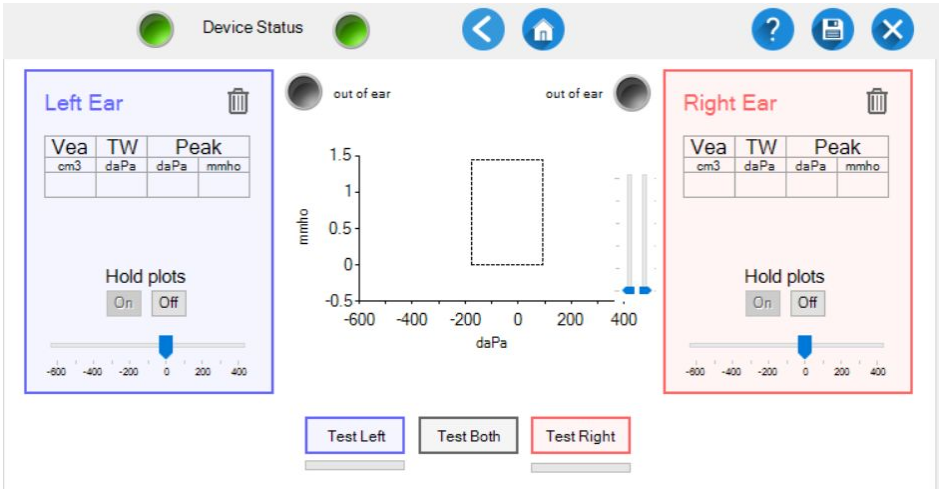 Device Status
?
Left Ear
Vea TW Peak
cm3 daPa daPa mmho
Hold plots
On Off
-600 -400 -200 0 200 400
out of ear
out of ear
mmho
1.5
1
0.5
0
-0.5
-600 -400 -200 0 200 400
daPa
Right Ear
Vea TW Peak
cm3 daPa daPa mmho
Hold plots
On Off
-600 -400 -200 0 200 400
Test Left
Test Both
Test Right